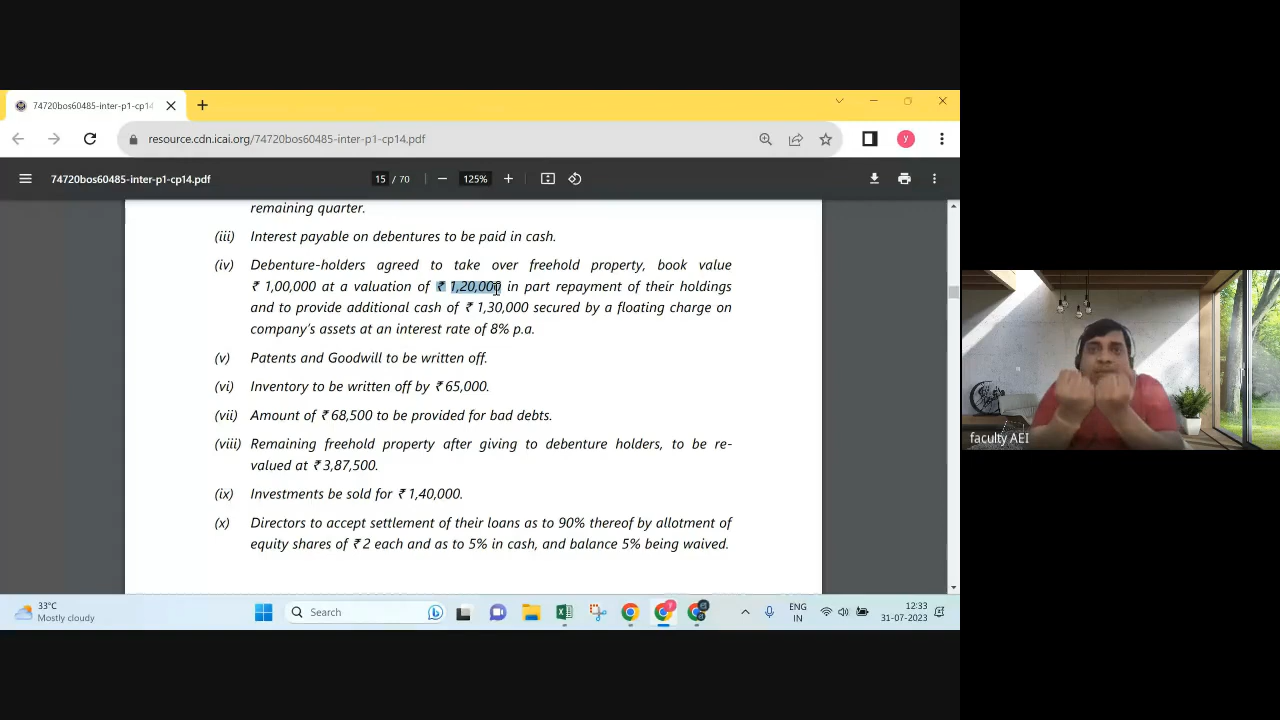 74720bos60485-inter-p1-cp14
resource.cdn.icai.org/74720bos60485-inter-p1-cp14.pdf
y
74720bos60485-inter-p1-cp14.pdf
15 / 70
125%
remaining quarter.
(iii) Interest payable on debentures to be paid in cash.
(iv) Debenture-holders agreed to take over freehold property, book value
₹ 1,00,000 at a valuation of ₹ 1,20,000 in part repayment of their holdings
and to provide additional cash of ₹ 1,30,000 secured by a floating charge on
company's assets at an interest rate of 8% p.a.
(v) Patents and Goodwill to be written off.
(vi) Inventory to be written off by ₹ 65,000.
(vii) Amount of ₹ 68,500 to be provided for bad debts.
(viii) Remaining freehold property after giving to debenture holders, to be re-
valued at ₹ 3,87,500.
(ix) Investments be sold for ₹ 1,40,000.
(x) Directors to accept settlement of their loans as to 90% thereof by allotment of
equity shares of ₹ 2 each and as to 5% in cash, and balance 5% being waived.
faculty AEI
33°C
Mostly cloudy
Search
ENG
IN
12:33
31-07-2023